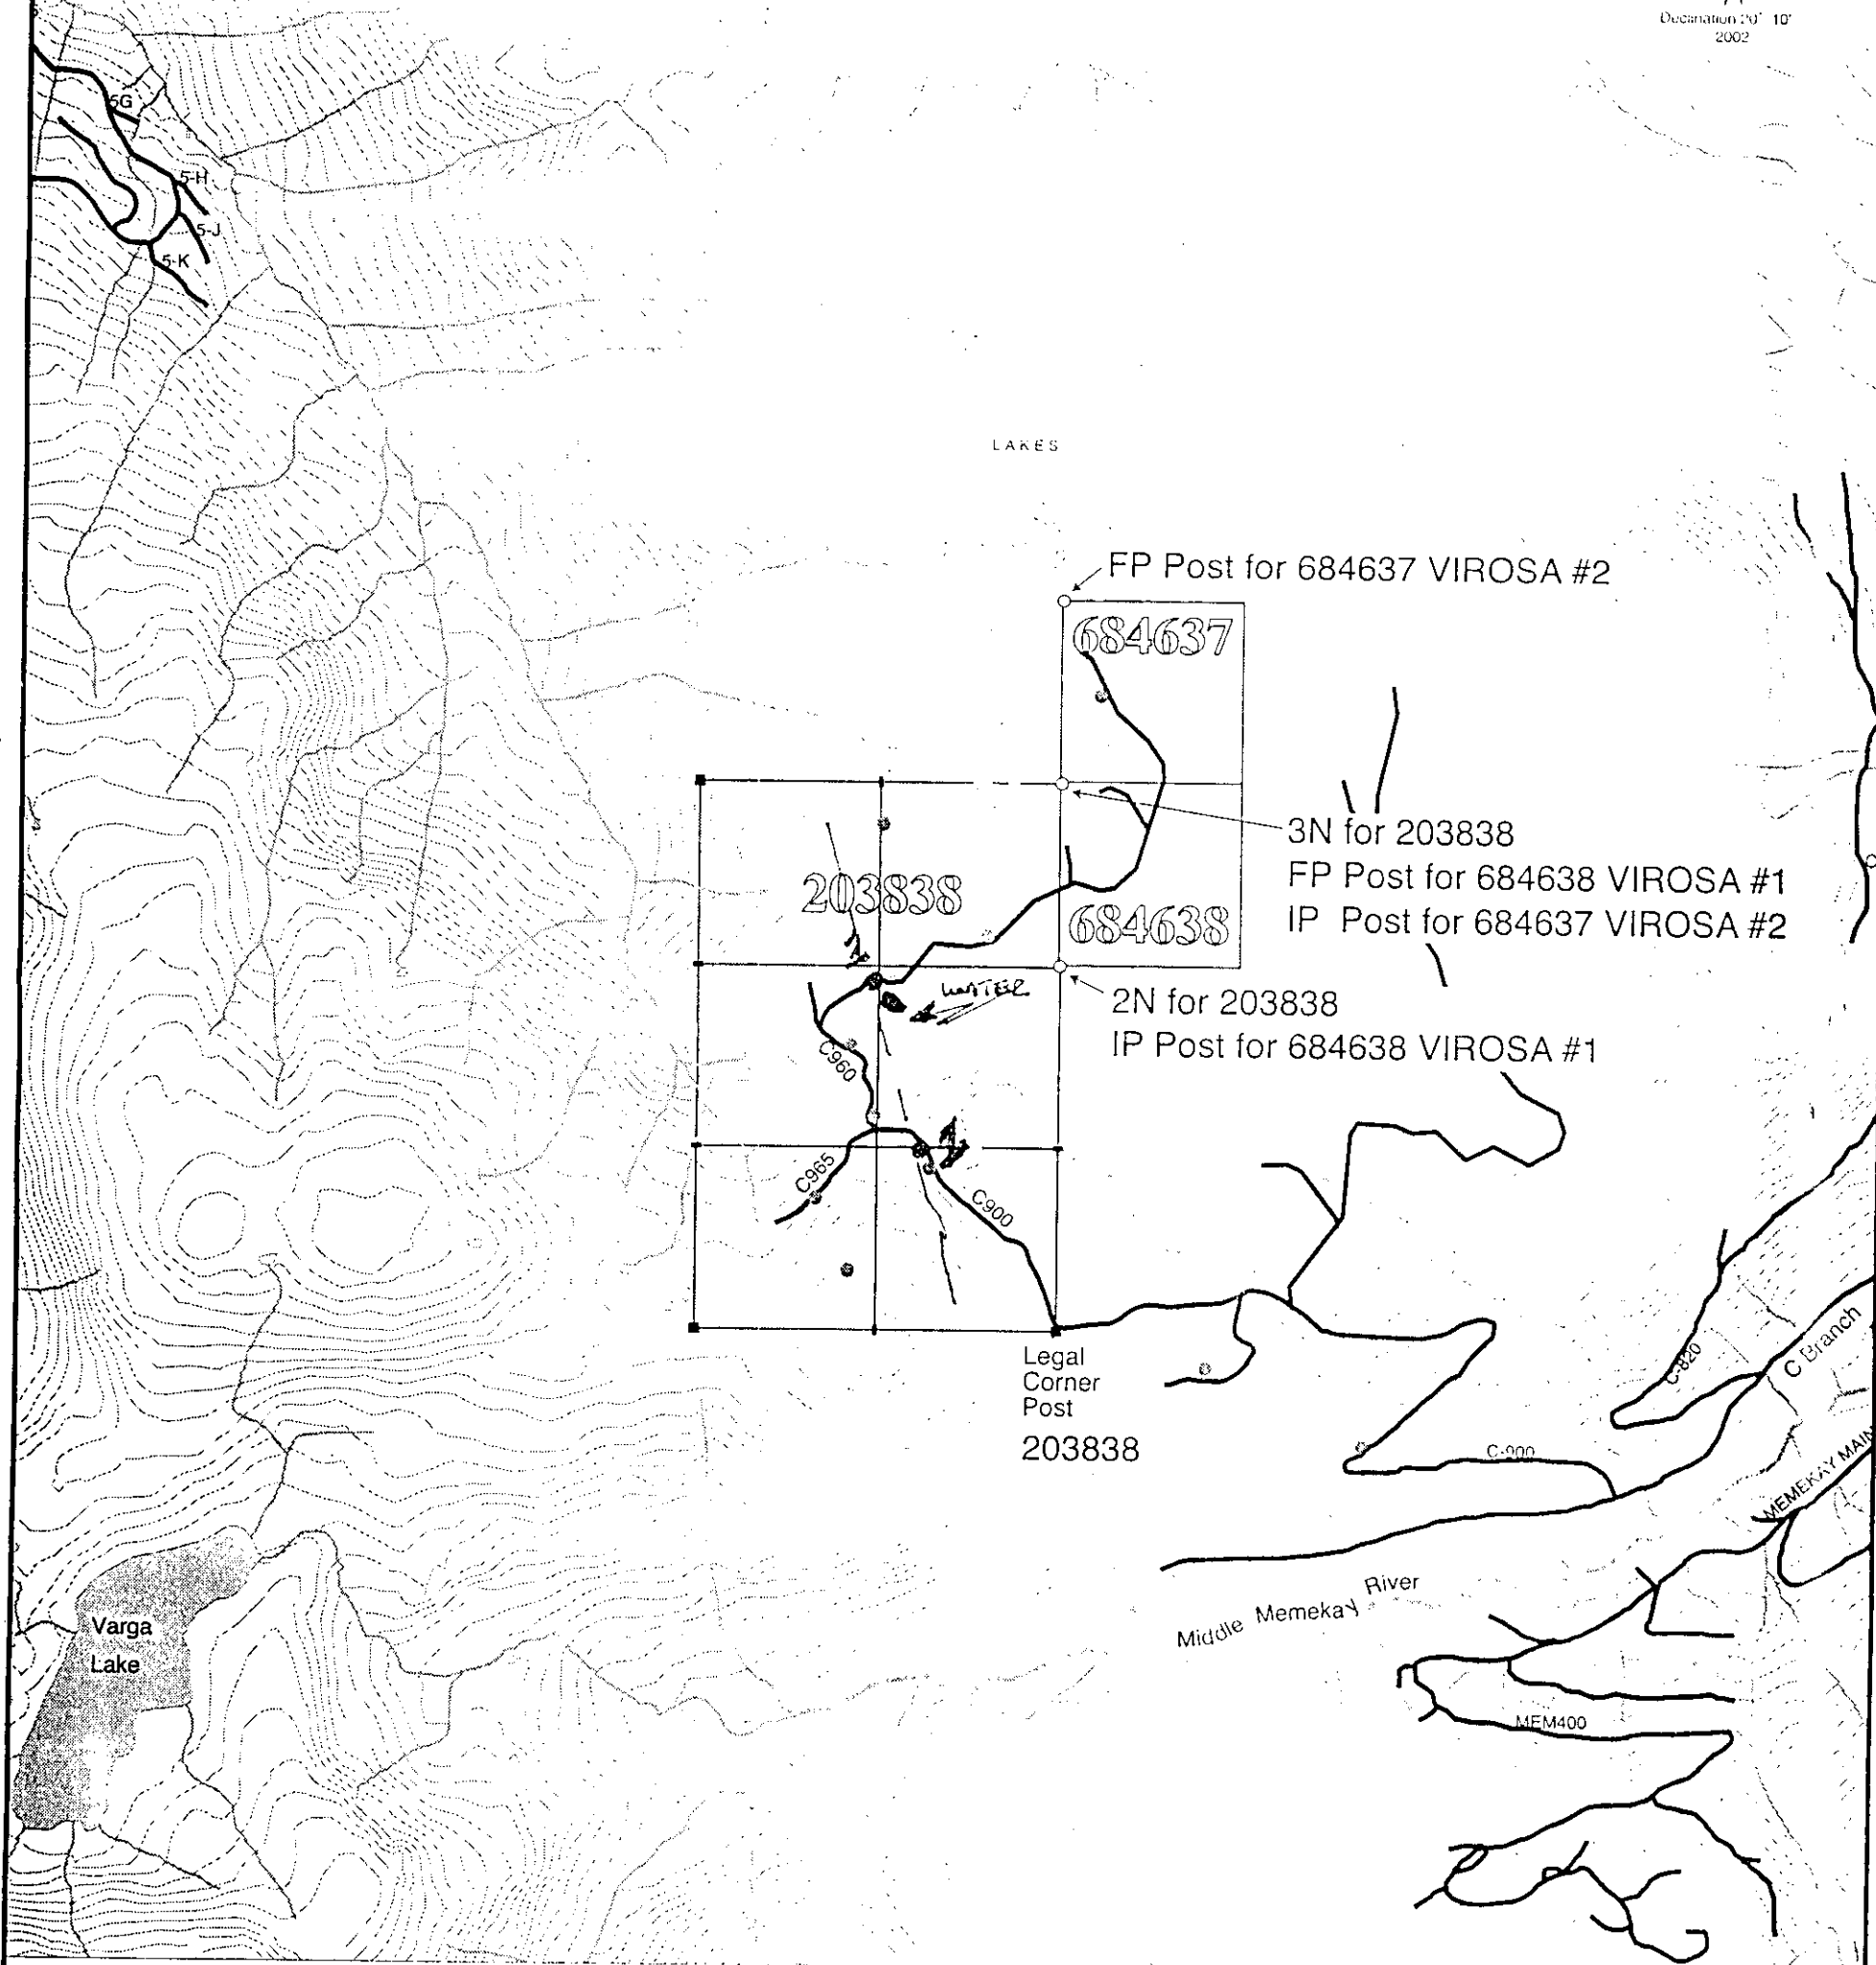 Declination 20° 10'
2002
5G
5-H
5-J
5-K
LAKES
FP Post for 684637 VIROSA #2
684637
3N for 203838
FP Post for 684638 VIROSA #1
IP Post for 684637 VIROSA #2
203838
684638
WATER
2N for 203838
IP Post for 684638 VIROSA #1
C960
C965
C900
Legal
Corner
Post
203838
C-820
C Branch
C-900
MEMEKAY MAIN
Middle Memekay River
Varga
Lake
MEM400